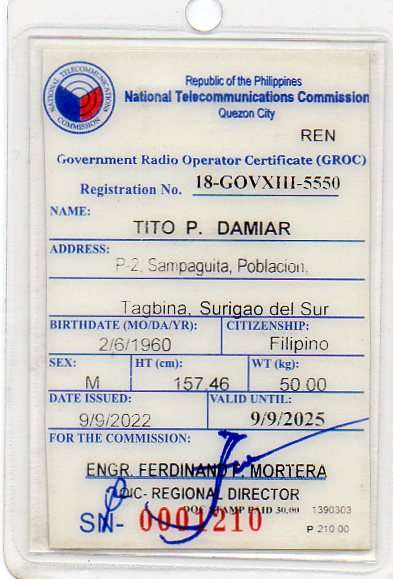 NATIONAL TELECOMMUNICATIONS COMMISSION
Republic of the Philippines
National Telecommunications Commission
Quezon City
REN
Government Radio Operator Certificate (GROC)
Registration No. 18-GOVXIII-5550
NAME:
TITO P. DAMIAR
ADDRESS:
P-2, Sampaguita, Poblacion,
Tagbina, Surigao del Sur
BIRTHDATE (MO/DA/YR): CITIZENSHIP:
2/6/1960 Filipino
SEX: HT (cm): WT (kg):
M 157.46 50.00
DATE ISSUED: VALID UNTIL:
9/9/2022 9/9/2025
FOR THE COMMISSION:
ENGR. FERDINAND P. MORTERA
OIC- REGIONAL DIRECTOR
DOC STAMP PAID 30.00 1390303
SN- 0001210 P 210.00